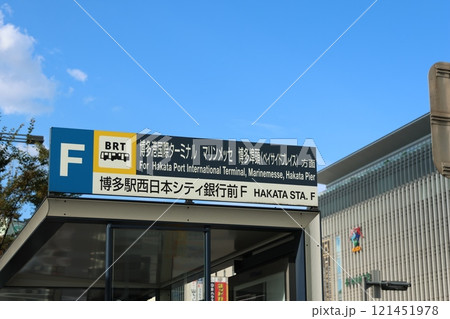 F
BRT
博多港国際ターミナル マリンメッセ 博多埠頭(ベイサイドプレイス)方面
For Hakata Port International Terminal, Marinemesse, Hakata Pier
博多駅西日本シティ銀行前F HAKATA STA. F
PIXTA
121451978